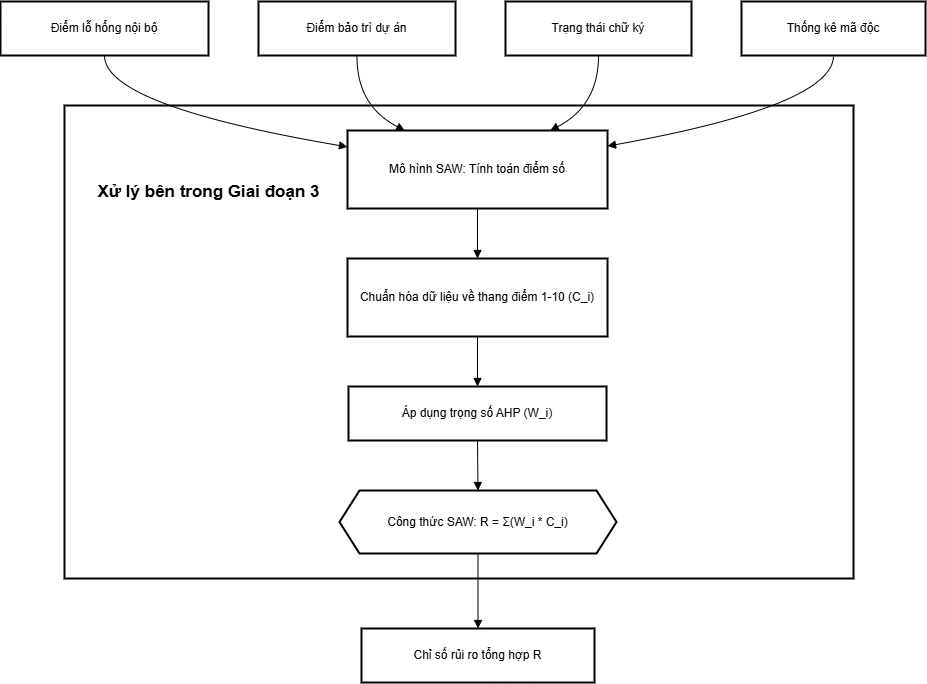 Điểm lỗ hổng nội bộ
Điểm bảo trì dự án
Trạng thái chữ ký
Thống kê mã độc
Mô hình SAW: Tính toán điểm số
Xử lý bên trong Giai đoạn 3
Chuẩn hóa dữ liệu về thang điểm 1-10 (C_i)
Áp dụng trọng số AHP (W_i)
Công thức SAW: R = Σ(W_i * C_i)
Chỉ số rủi ro tổng hợp R